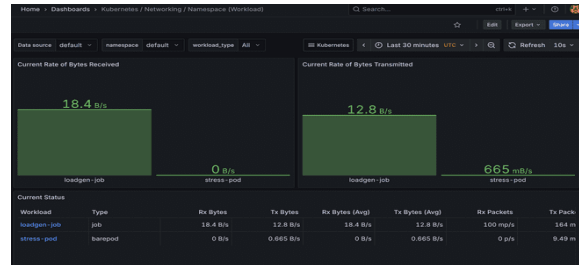 Home > Dashboards > Kubernetes / Networking / Namespace (Workload) Search... ctrl+k
Edit Export Share
Data source default namespace default workload_type All Kubernetes Last 30 minutes UTC Refresh 10s
Current Rate of Bytes Received Current Rate of Bytes Transmitted
18.4 B/s 12.8 B/s
0 B/s 665 mB/s
loadgen-job stress-pod loadgen-job stress-pod
Current Status
Workload Type Rx Bytes Tx Bytes Rx Bytes (Avg) Tx Bytes (Avg) Rx Packets Tx Pack
loadgen-job job 18.4 B/s 12.8 B/s 18.4 B/s 12.8 B/s 100 mp/s 164 m
stress-pod barepod 0 B/s 0.665 B/s 0 B/s 0.665 B/s 0 p/s 9.49 m